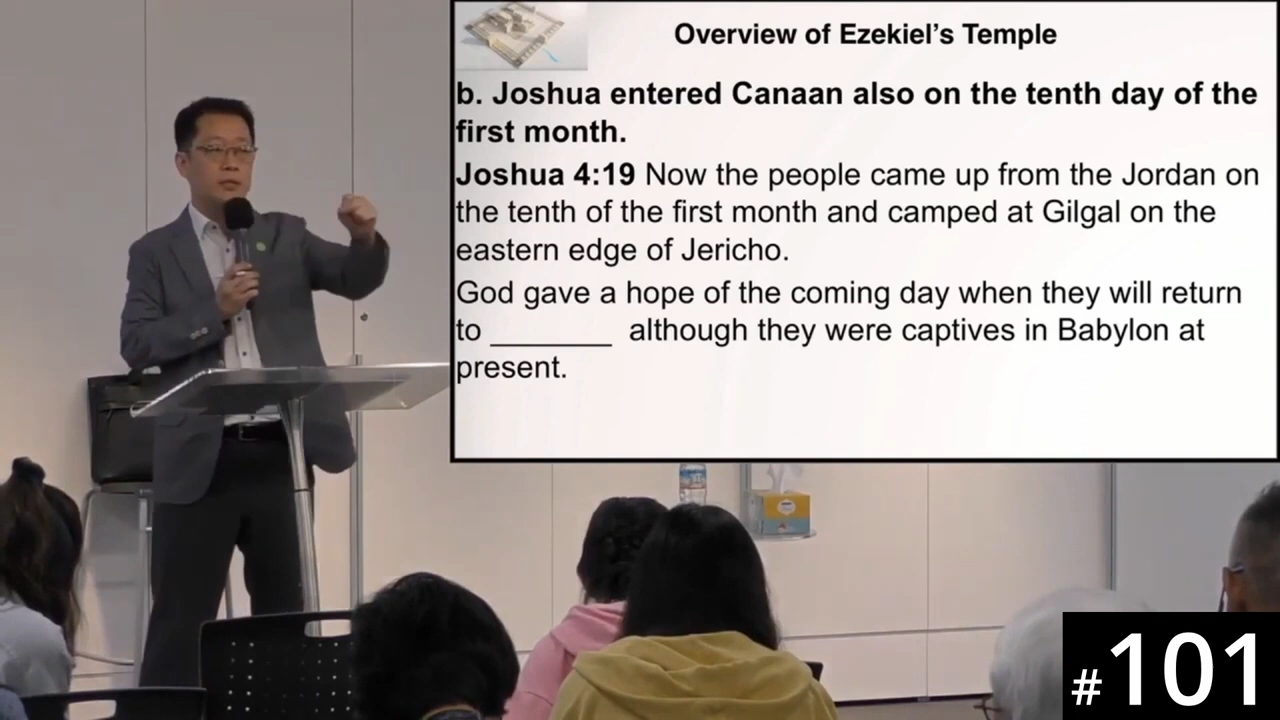 Overview of Ezekiel's Temple
b. Joshua entered Canaan also on the tenth day of the
first month.
Joshua 4:19 Now the people came up from the Jordan on
the tenth of the first month and camped at Gilgal on the
eastern edge of Jericho.
God gave a hope of the coming day when they will return
to _______ although they were captives in Babylon at
present.
#101